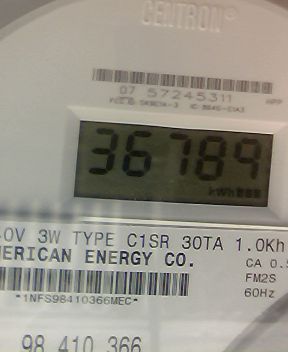 CENTRON®
07 57245311
36789
kWh
40V 3W TYPE C1SR 30TA 1.0Kh
MERICAN ENERGY CO.
CA 0.5
FM2S
*1NFS98410366MEC*
60Hz
98 410 366